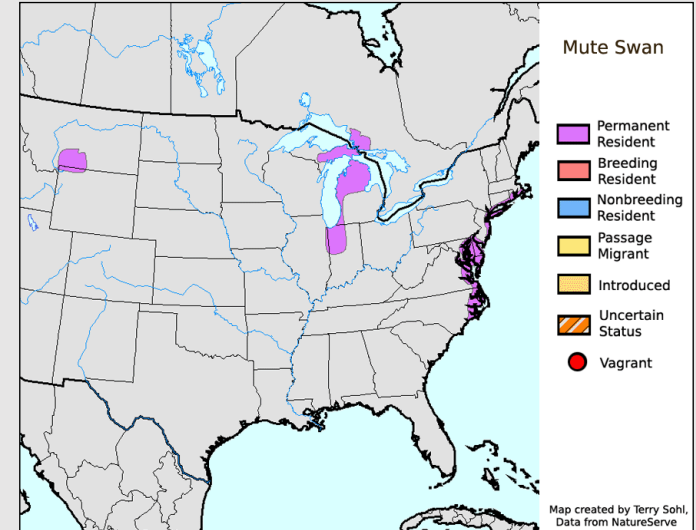 Mute Swan
Permanent
Resident
Breeding
Resident
Nonbreeding
Resident
Passage
Migrant
Introduced
Uncertain
Status
Vagrant
Map created by Terry Sohl,
Data from NatureServe